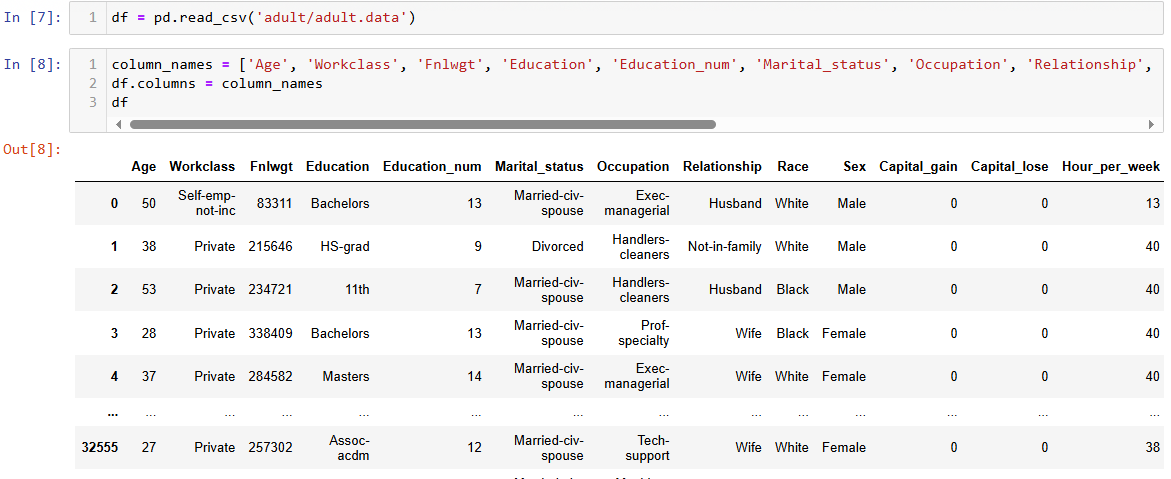 In [7]: 1 df = pd.read_csv('adult/adult.data')
In [8]: 1 column_names = ['Age', 'Workclass', 'Fnlwgt', 'Education', 'Education_num', 'Marital_status', 'Occupation', 'Relationship',
2 df.columns = column_names
3 df
Out[8]:
Age Workclass Fnlwgt Education Education_num Marital_status Occupation Relationship Race Sex Capital_gain Capital_lose Hour_per_week
0 50 Self-emp-not-inc 83311 Bachelors 13 Married-civ-spouse Exec-managerial Husband White Male 0 0 13
1 38 Private 215646 HS-grad 9 Divorced Handlers-cleaners Not-in-family White Male 0 0 40
2 53 Private 234721 11th 7 Married-civ-spouse Handlers-cleaners Husband Black Male 0 0 40
3 28 Private 338409 Bachelors 13 Married-civ-spouse Prof-specialty Wife Black Female 0 0 40
4 37 Private 284582 Masters 14 Married-civ-spouse Exec-managerial Wife White Female 0 0 40
... ... ... ... ... ... ... ... ... ... ... ... ... ...
32555 27 Private 257302 Assoc-acdm 12 Married-civ-spouse Tech-support Wife White Female 0 0 38